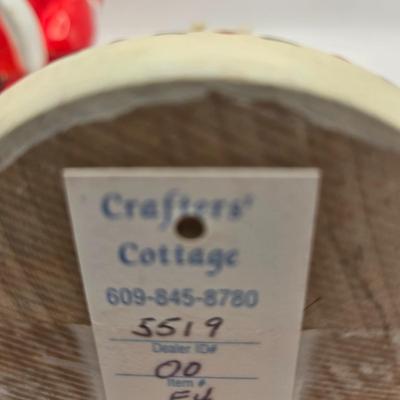 Crafters'
Cottage
609-845-8780
5519
Dealer ID#
00
Item #